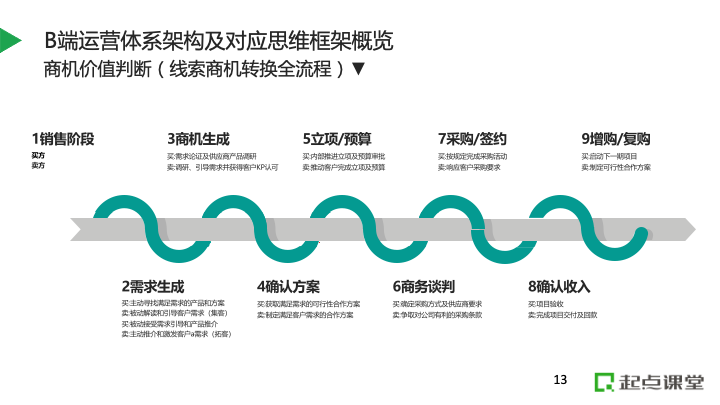 B端运营体系架构及对应思维框架概览
商机价值判断（线索商机转换全流程）▼
1销售阶段
买方
卖方
3商机生成
买:需求论证及供应商产品调研
卖:调研、引导需求并获得客户KP认可
5立项/预算
买:内部推进立项及预算审批
卖:推动客户完成立项及预算
7采购/签约
买:按规定完成采购活动
卖:响应客户采购要求
9增购/复购
买:启动下一期项目
卖:制定可行性合作方案
2需求生成
买:主动寻找满足需求的产品和方案
卖:被动解读和引导客户需求（集客）
买:被动接受需求引导和产品推介
卖:主动推介和激发客户a需求（拓客）
4确认方案
买:获取满足需求的可行性合作方案
卖:制定满足客户需求的合作方案
6商务谈判
买:确定采购方式及供应商要求
卖:争取对公司有利的采购条款
8确认收入
买:项目验收
卖:完成项目交付及回款
13
起点课堂